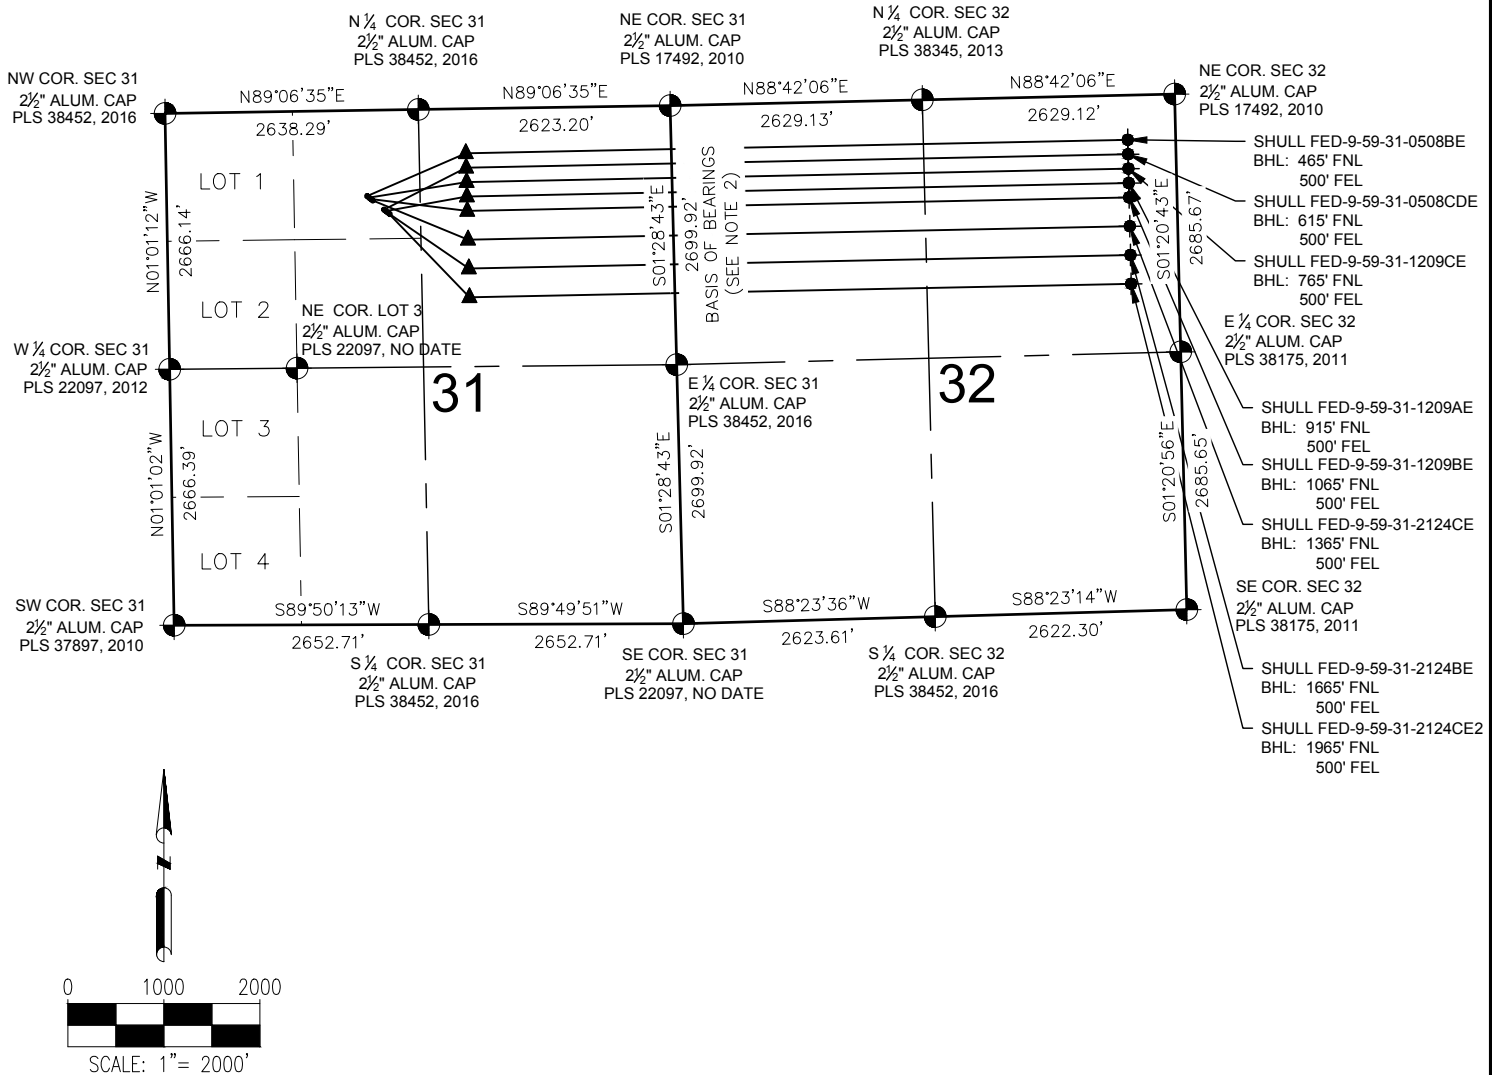 N ¼ COR. SEC 31
2½" ALUM. CAP
PLS 38452, 2016
NE COR. SEC 31
2½" ALUM. CAP
PLS 17492, 2010
N ¼ COR. SEC 32
2½" ALUM. CAP
PLS 38345, 2013
NW COR. SEC 31
2½" ALUM. CAP
PLS 38452, 2016
NE COR. SEC 32
2½" ALUM. CAP
PLS 17492, 2010
N89°06'35"E
2638.29'
N89°06'35"E
2623.20'
N88°42'06"E
2629.13'
N88°42'06"E
2629.12'
SHULL FED-9-59-31-0508BE
BHL: 465' FNL
500' FEL
SHULL FED-9-59-31-0508CDE
BHL: 615' FNL
500' FEL
SHULL FED-9-59-31-1209CE
BHL: 765' FNL
500' FEL
LOT 1
N01°01'12"W
2666.14'
S01°28'43"E
2699.92'
BASIS OF BEARINGS
(SEE NOTE 2)
S01°20'43"E
2685.67'
LOT 2
NE COR. LOT 3
2½" ALUM. CAP
PLS 22097, NO DATE
W ¼ COR. SEC 31
2½" ALUM. CAP
PLS 22097, 2012
E ¼ COR. SEC 32
2½" ALUM. CAP
PLS 38175, 2011
31
32
E ¼ COR. SEC 31
2½" ALUM. CAP
PLS 38452, 2016
SHULL FED-9-59-31-1209AE
BHL: 915' FNL
500' FEL
SHULL FED-9-59-31-1209BE
BHL: 1065' FNL
500' FEL
SHULL FED-9-59-31-2124CE
BHL: 1365' FNL
500' FEL
LOT 3
N01°01'02"W
2666.39'
S01°28'43"E
2699.92'
S01°20'56"E
2685.65'
LOT 4
SW COR. SEC 31
2½" ALUM. CAP
PLS 37897, 2010
S89°50'13"W
2652.71'
S89°49'51"W
2652.71'
S88°23'36"W
2623.61'
S88°23'14"W
2622.30'
SE COR. SEC 32
2½" ALUM. CAP
PLS 38175, 2011
S ¼ COR. SEC 31
2½" ALUM. CAP
PLS 38452, 2016
SE COR. SEC 31
2½" ALUM. CAP
PLS 22097, NO DATE
S ¼ COR. SEC 32
2½" ALUM. CAP
PLS 38452, 2016
SHULL FED-9-59-31-2124BE
BHL: 1665' FNL
500' FEL
SHULL FED-9-59-31-2124CE2
BHL: 1965' FNL
500' FEL
N
0 1000 2000
SCALE: 1"= 2000'